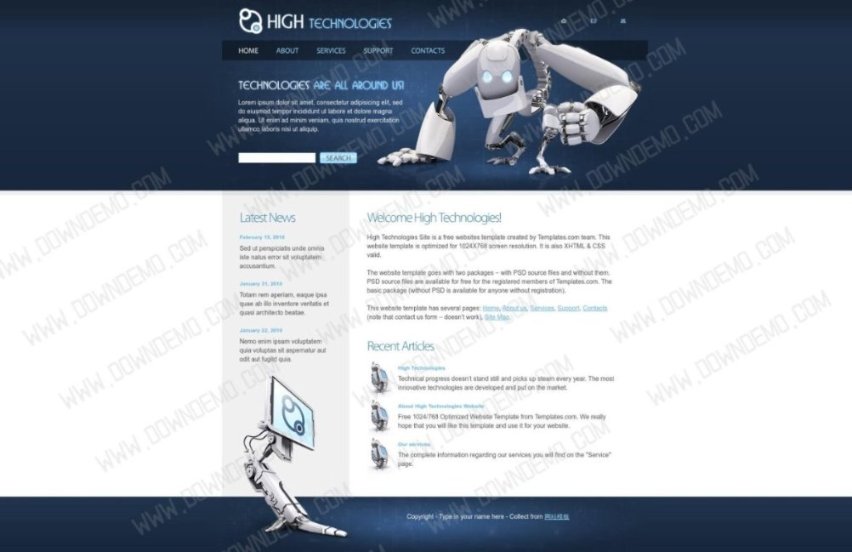 HIGH TECHNOLOGIES
HOME ABOUT SERVICES SUPPORT CONTACTS
TECHNOLOGIES ARE ALL AROUND US!
Lorem ipsum dolor sit amet, consectetur adipisicing elit, sed
do eiusmod tempor incididunt ut labore et dolore magna
aliqua. Ut enim ad minim veniam, quis nostrud exercitation
ullamco laboris nisi ut aliquip.
SEARCH
Latest News
February 15, 2010
Sed ut perspiciatis unde omnis
iste natus error sit voluptatem
accusantium.
January 31, 2010
Totam rem aperiam, eaque ipsa
quae ab illo inventore veritatis et
quasi architecto beatae.
January 22, 2010
Nemo enim ipsam voluptatem
quia voluptas sit aspernatur aut
odit aut fugiid quia.
Welcome High Technologies!
High Technologies Site is a free websites template created by Templates.com team. This
website template is optimized for 1024X768 screen resolution. It is also XHTML & CSS
valid.
The website template goes with two packages – with PSD source files and without them.
PSD source files are available for free for the registered members of Templates.com. The
basic package (without PSD is available for anyone without registration).
This website template has several pages: Home, About us, Services, Support, Contacts
(note that contact us form – doesn't work), Site Map.
Recent Articles
High Technologies
Technical progress doesn't stand still and picks up steam every year. The most
innovative technologies are developed and put on the market.
About High Technologies Website
Free 1024/768 Optimized Website Template from Templates.com. We really
hope that you will like this template and use it for your website.
Our services
The complete information regarding our services you will find on the "Service"
page.
Copyright - Type in your name here - Collect from 网站模板
WWW.DOWNDEMO.COM